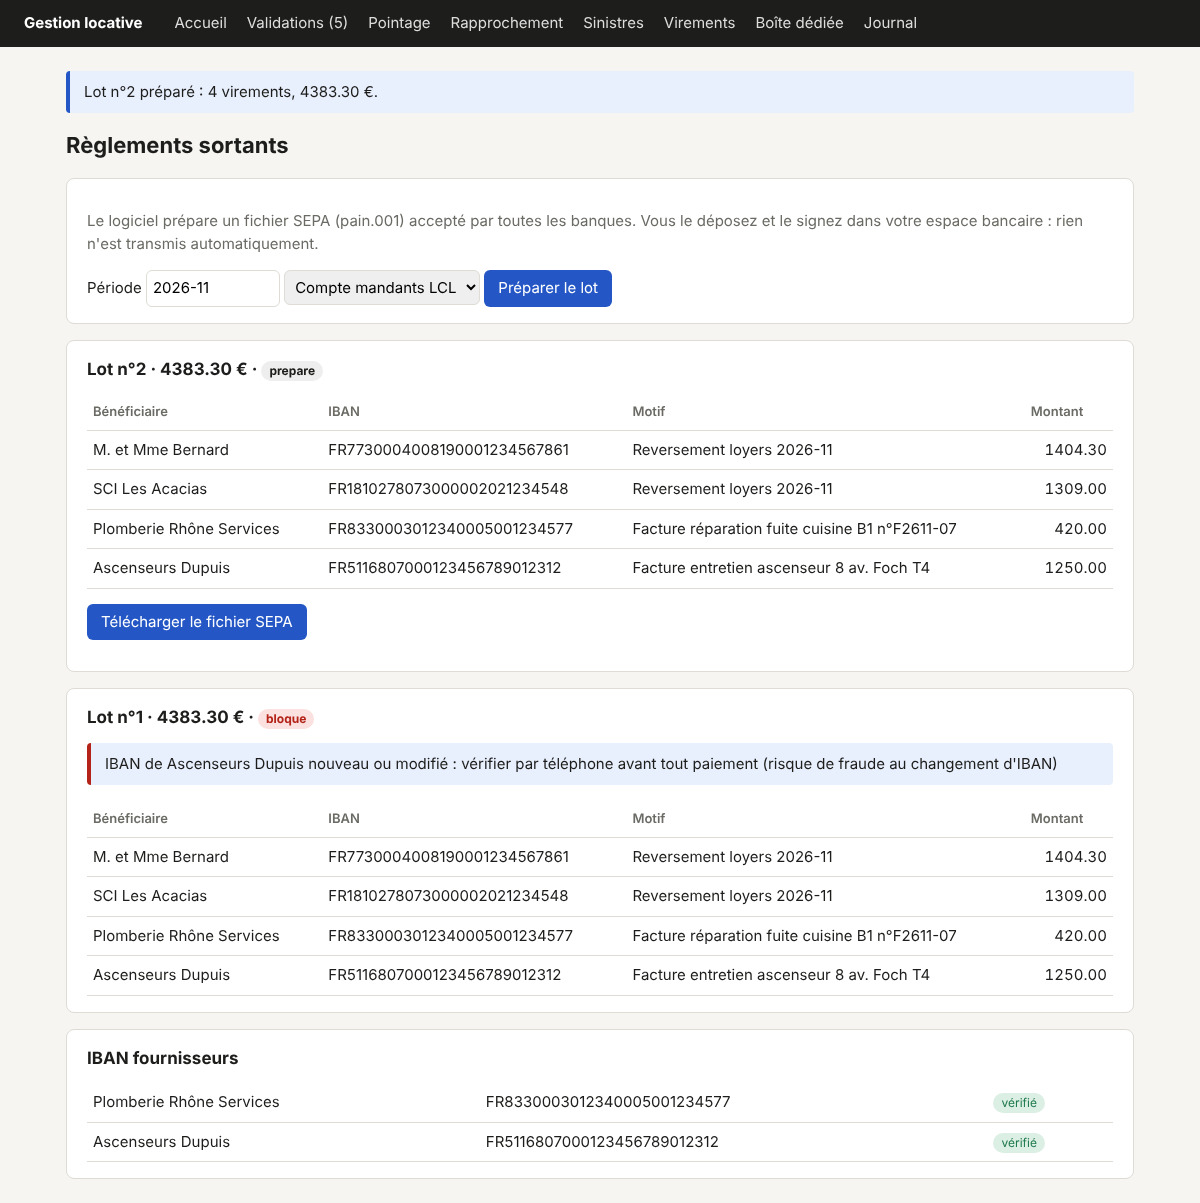 Gestion locative Accueil Validations (5) Pointage Rapprochement Sinistres Virements Boîte dédiée Journal
Lot n°2 préparé : 4 virements, 4383.30 €.
Règlements sortants
Le logiciel prépare un fichier SEPA (pain.001) accepté par toutes les banques. Vous le déposez et le signez dans votre espace bancaire : rien
n'est transmis automatiquement.
Période 2026-11 Compte mandants LCL Préparer le lot
Lot n°2 · 4383.30 € · prepare
Bénéficiaire IBAN Motif Montant
M. et Mme Bernard FR7730004008190001234567861 Reversement loyers 2026-11 1404.30
SCI Les Acacias FR1810278073000002021234548 Reversement loyers 2026-11 1309.00
Plomberie Rhône Services FR8330003012340005001234577 Facture réparation fuite cuisine B1 n°F2611-07 420.00
Ascenseurs Dupuis FR5116807000123456789012312 Facture entretien ascenseur 8 av. Foch T4 1250.00
Télécharger le fichier SEPA
Lot n°1 · 4383.30 € · bloque
IBAN de Ascenseurs Dupuis nouveau ou modifié : vérifier par téléphone avant tout paiement (risque de fraude au changement d'IBAN)
Bénéficiaire IBAN Motif Montant
M. et Mme Bernard FR7730004008190001234567861 Reversement loyers 2026-11 1404.30
SCI Les Acacias FR1810278073000002021234548 Reversement loyers 2026-11 1309.00
Plomberie Rhône Services FR8330003012340005001234577 Facture réparation fuite cuisine B1 n°F2611-07 420.00
Ascenseurs Dupuis FR5116807000123456789012312 Facture entretien ascenseur 8 av. Foch T4 1250.00
IBAN fournisseurs
Plomberie Rhône Services FR8330003012340005001234577 vérifié
Ascenseurs Dupuis FR5116807000123456789012312 vérifié